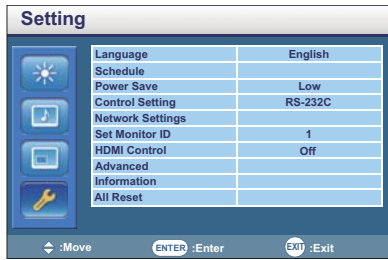 Setting
Language English
Schedule
Power Save Low
Control Setting RS-232C
Network Settings
Set Monitor ID 1
HDMI Control Off
Advanced
Information
All Reset
:Move ENTER :Enter EXIT :Exit